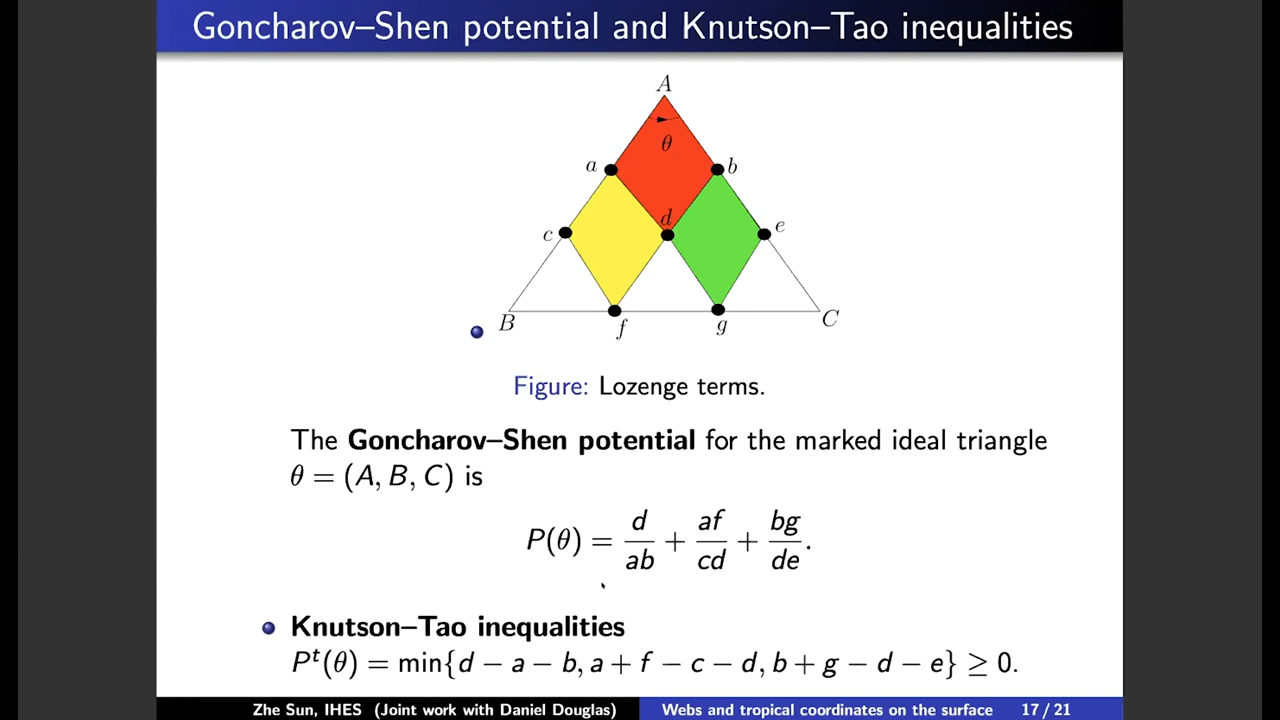 Goncharov–Shen potential and Knutson–Tao inequalities
A
θ
a
b
d
c
e
B
f
g
C
Figure: Lozenge terms.
The Goncharov–Shen potential for the marked ideal triangle
θ = (A, B, C) is
P(θ) = d/ab + af/cd + bg/de.
Knutson–Tao inequalities
Pᵗ(θ) = min{d − a − b, a + f − c − d, b + g − d − e} ≥ 0.
Zhe Sun, IHES (Joint work with Daniel Douglas)
Webs and tropical coordinates on the surface
17 / 21